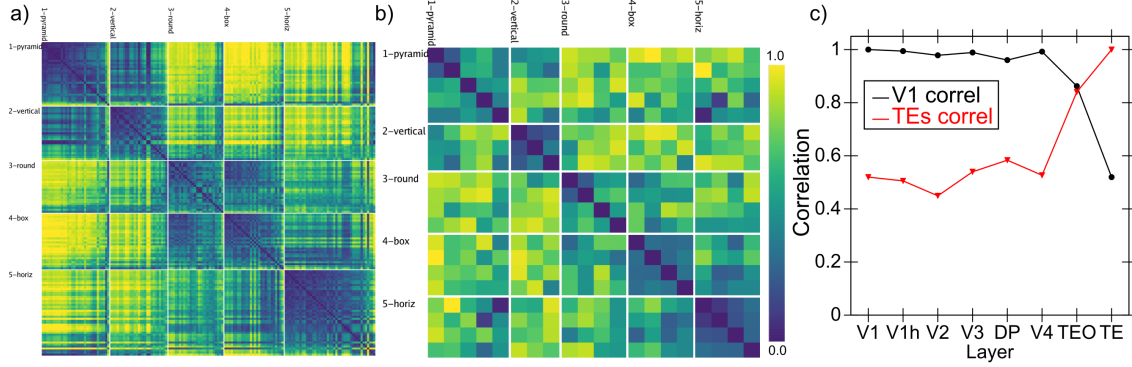 a)
1-pyramid
2-vertical
3-round
4-box
5-horiz
1-pyramid
2-vertical
3-round
4-box
5-horiz
b)
1-pyramid
2-vertical
3-round
4-box
5-horiz
1-pyramid
2-vertical
3-round
4-box
5-horiz
1.0
0.0
c)
Correlation
1
0.8
0.6
0.4
0.2
0
V1 correl
TEs correl
V1 V1h V2 V3 DP V4 TEO TE
Layer